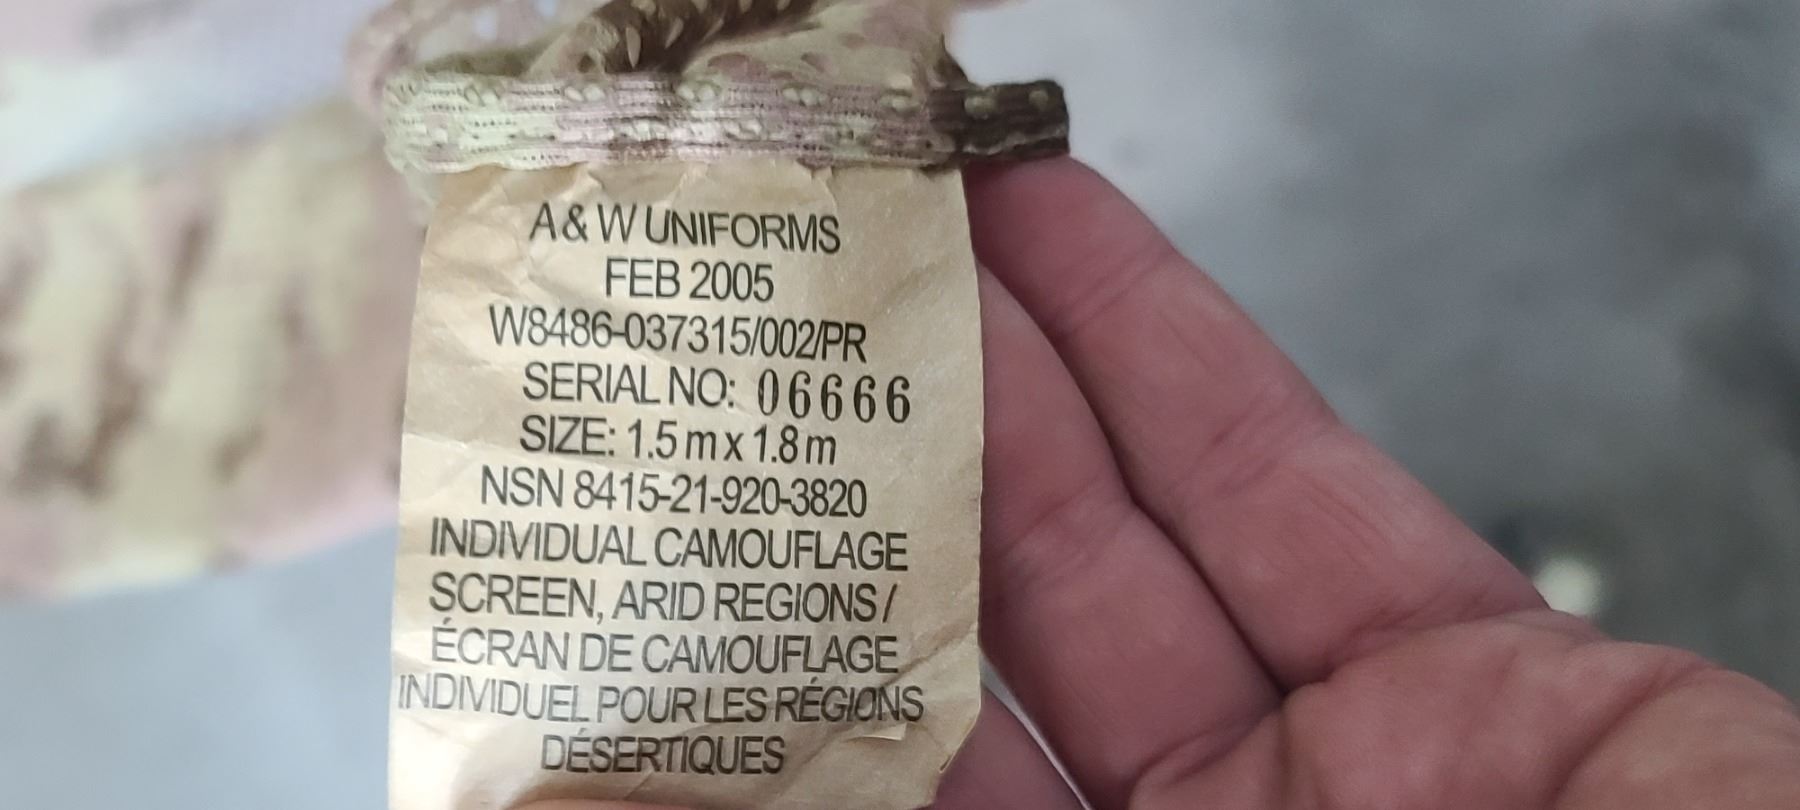 A & W UNIFORMS
FEB 2005
W8486-037315/002/PR
SERIAL NO: 06666
SIZE: 1.5 m x 1.8 m
NSN 8415-21-920-3820
INDIVIDUAL CAMOUFLAGE
SCREEN, ARID REGIONS /
ÉCRAN DE CAMOUFLAGE
INDIVIDUEL POUR LES RÉGIONS
DÉSERTIQUES